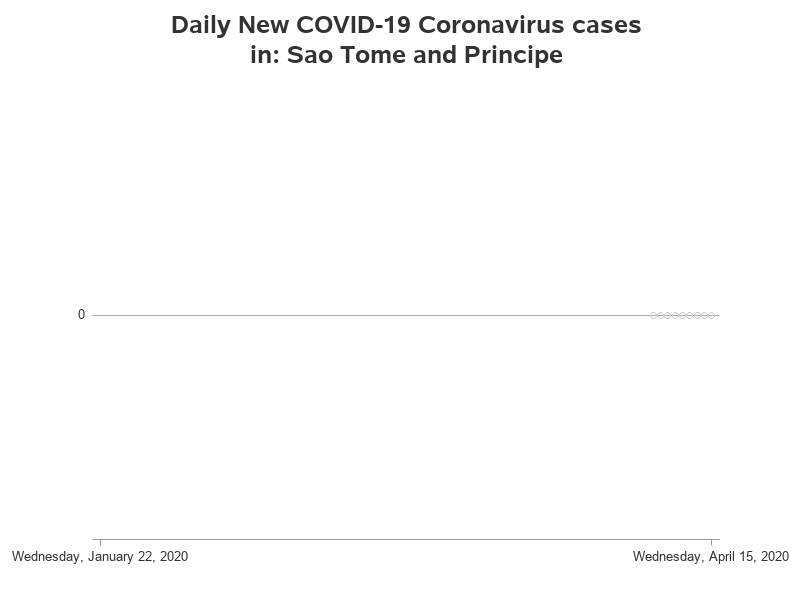 Daily New COVID-19 Coronavirus cases
in: Sao Tome and Principe
0
Wednesday, January 22, 2020
Wednesday, April 15, 2020